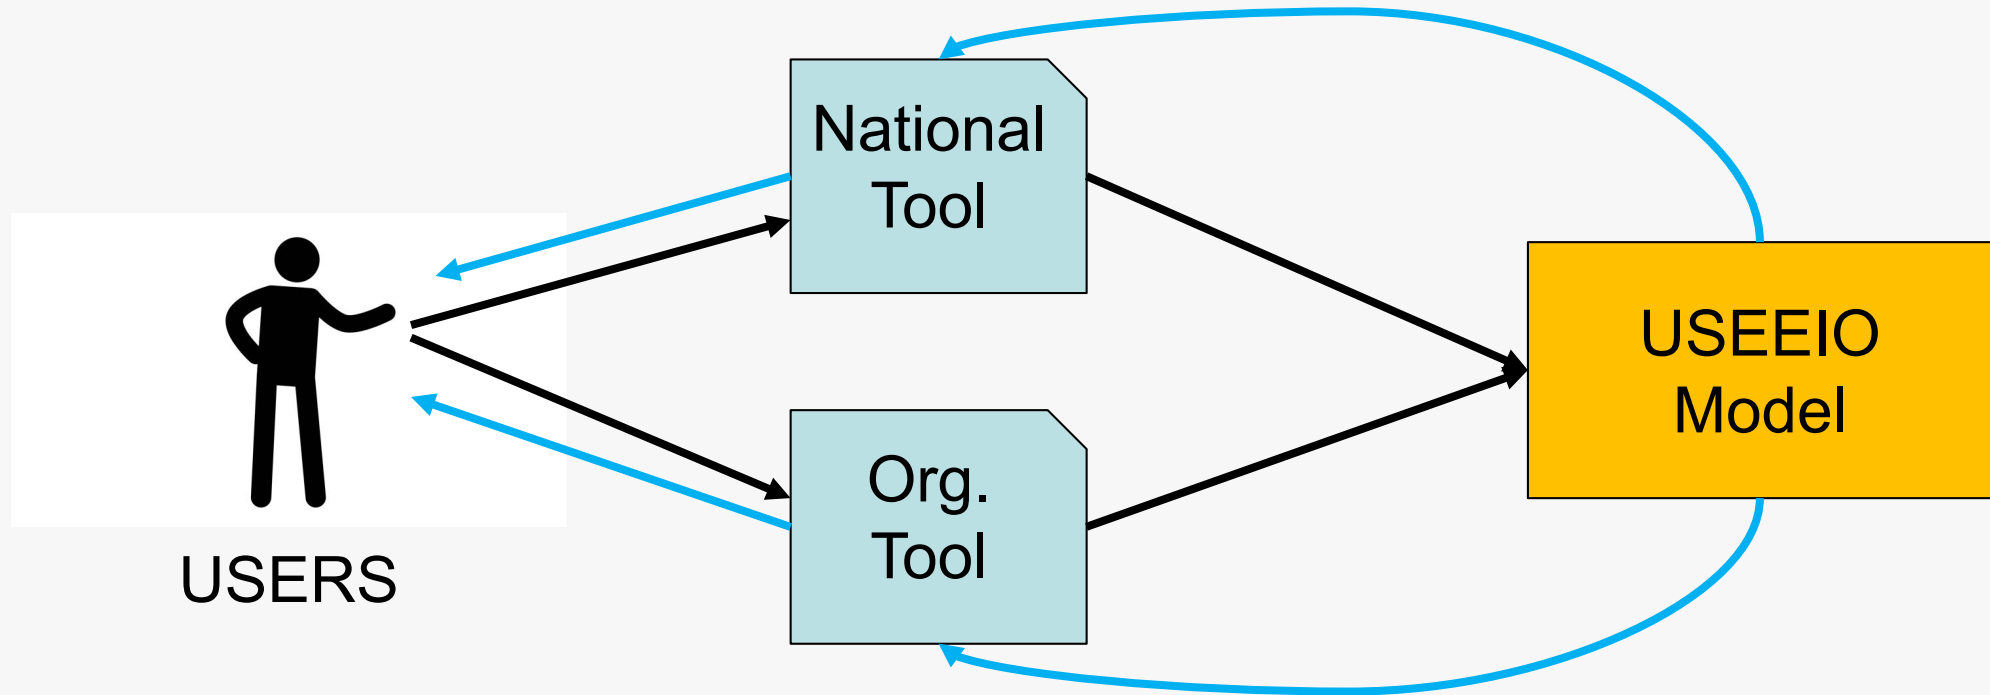 National
Tool
USEEIO
Model
Org.
Tool
USERS